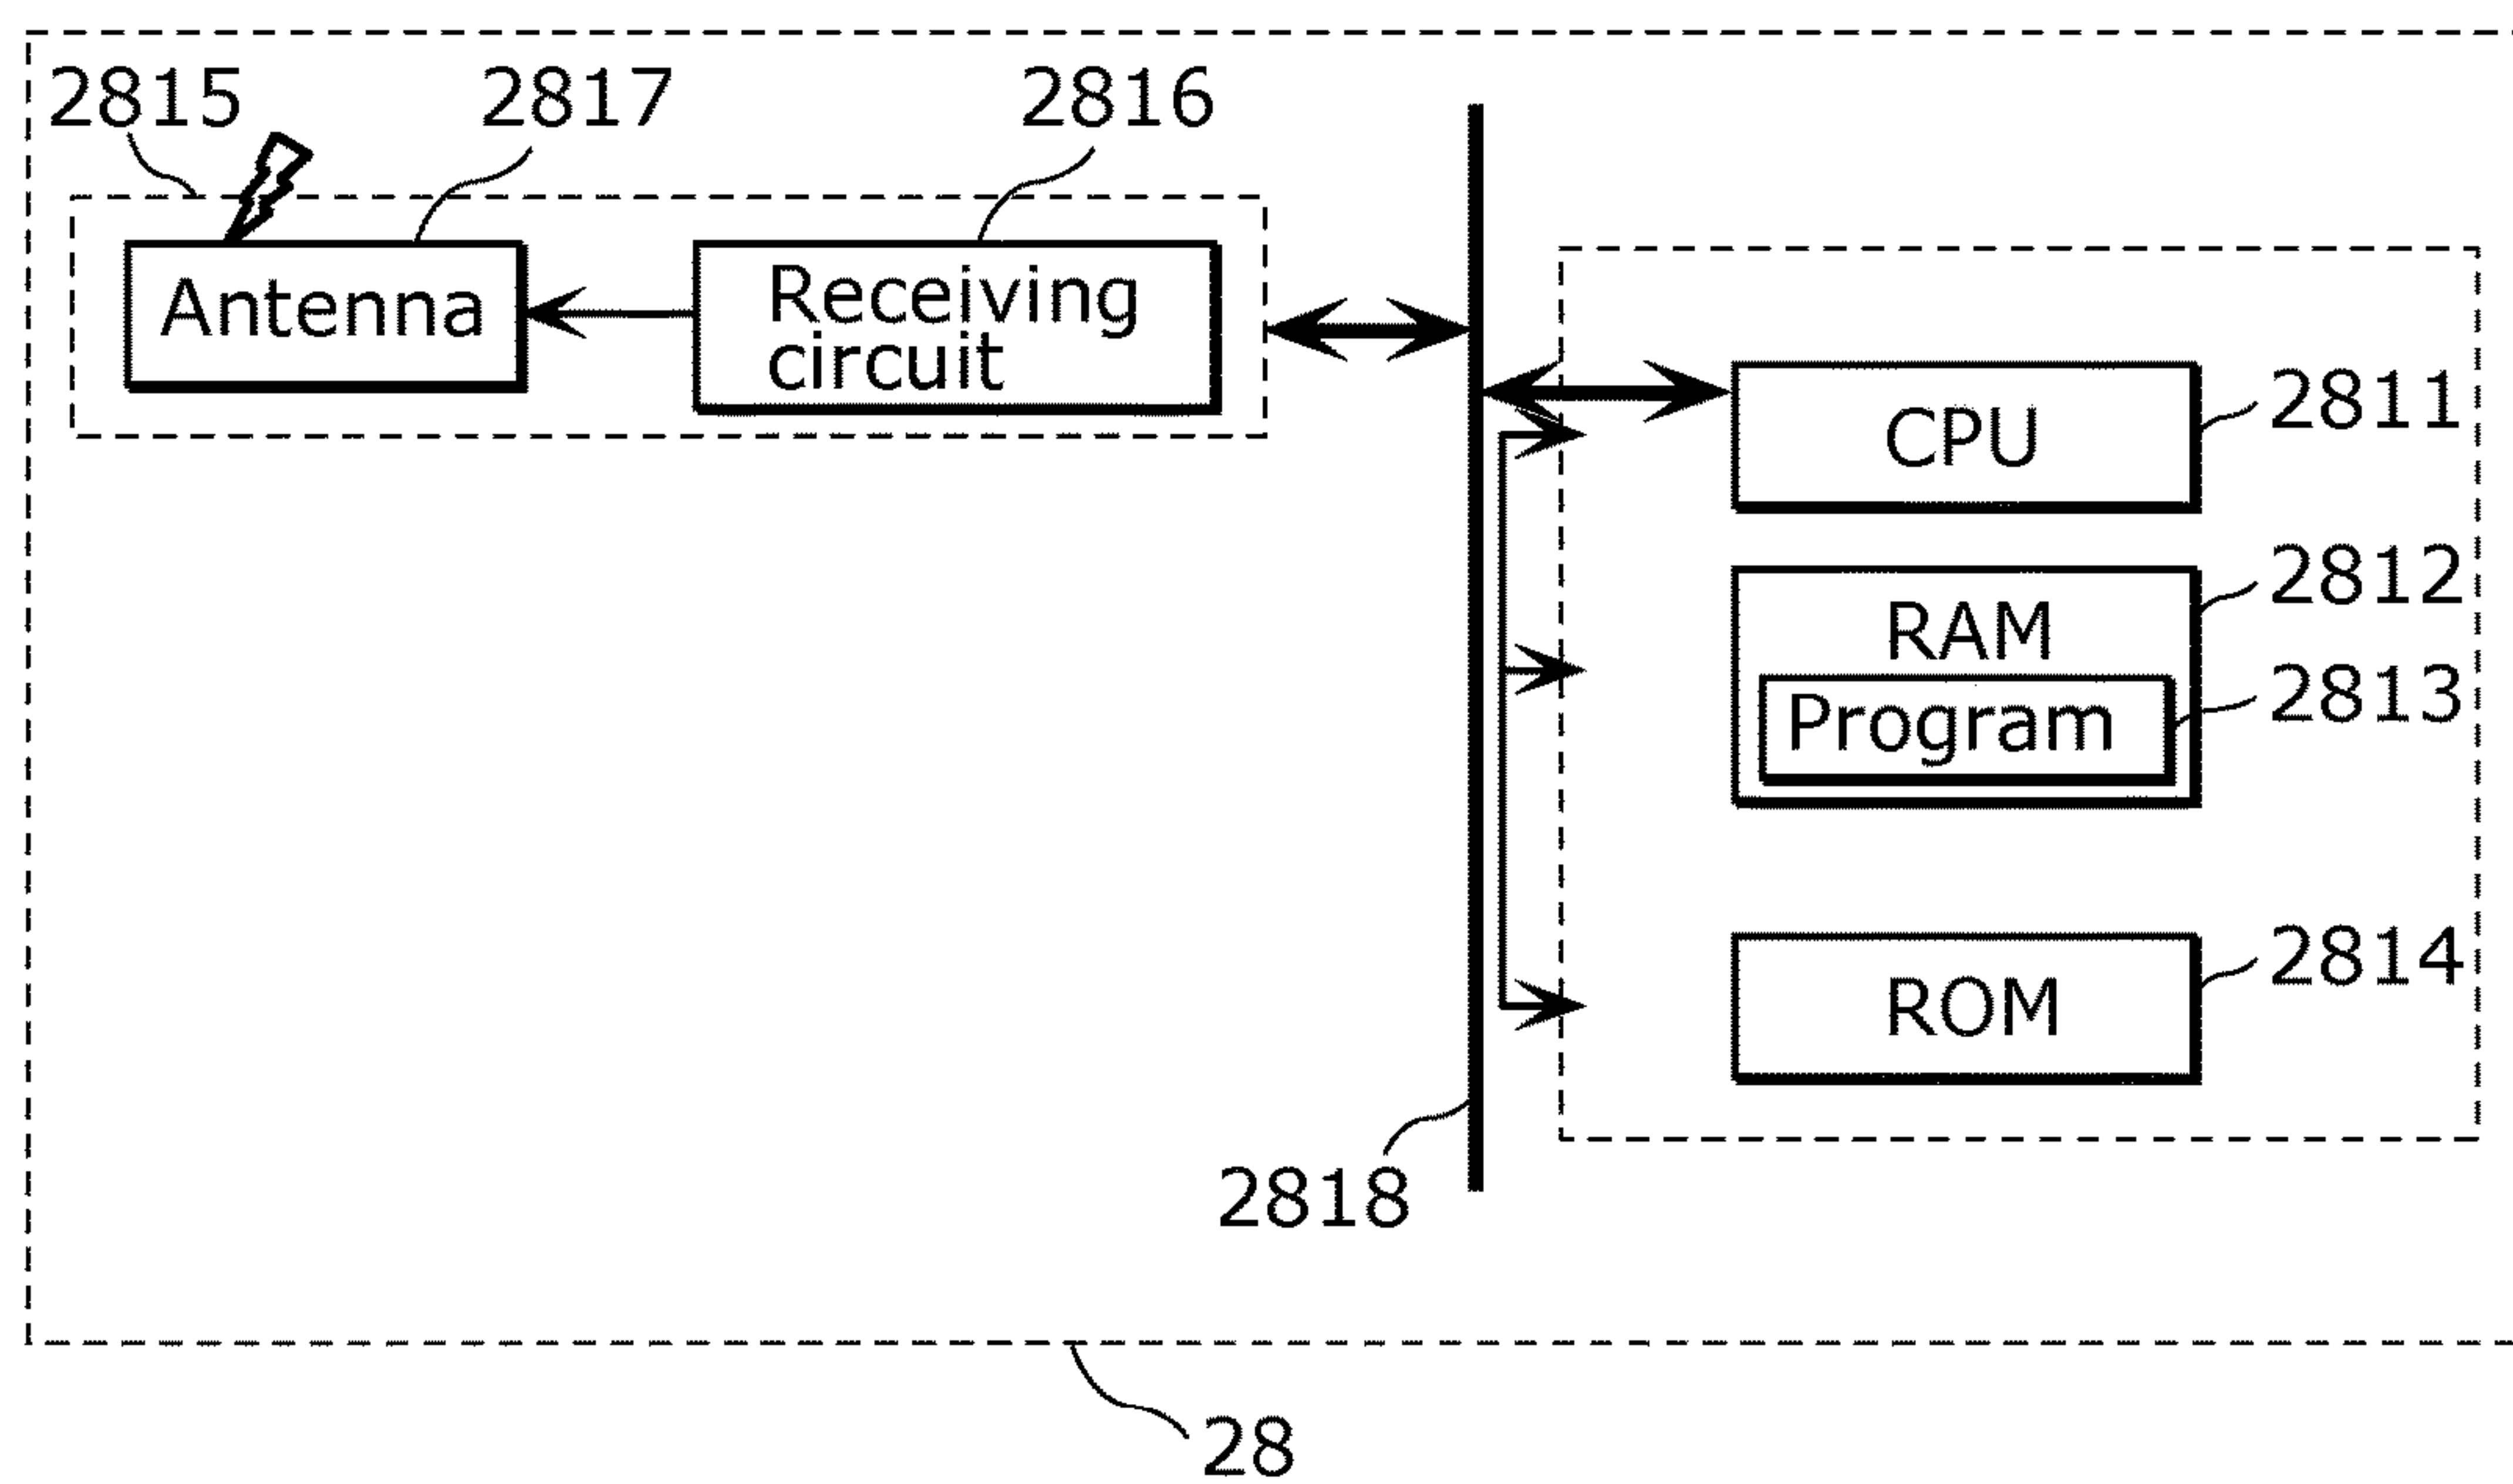 2815
2817
2816
Antenna
Receiving
circuit
CPU
2811
2812
RAM
2813
Program
2814
ROM
2818
28